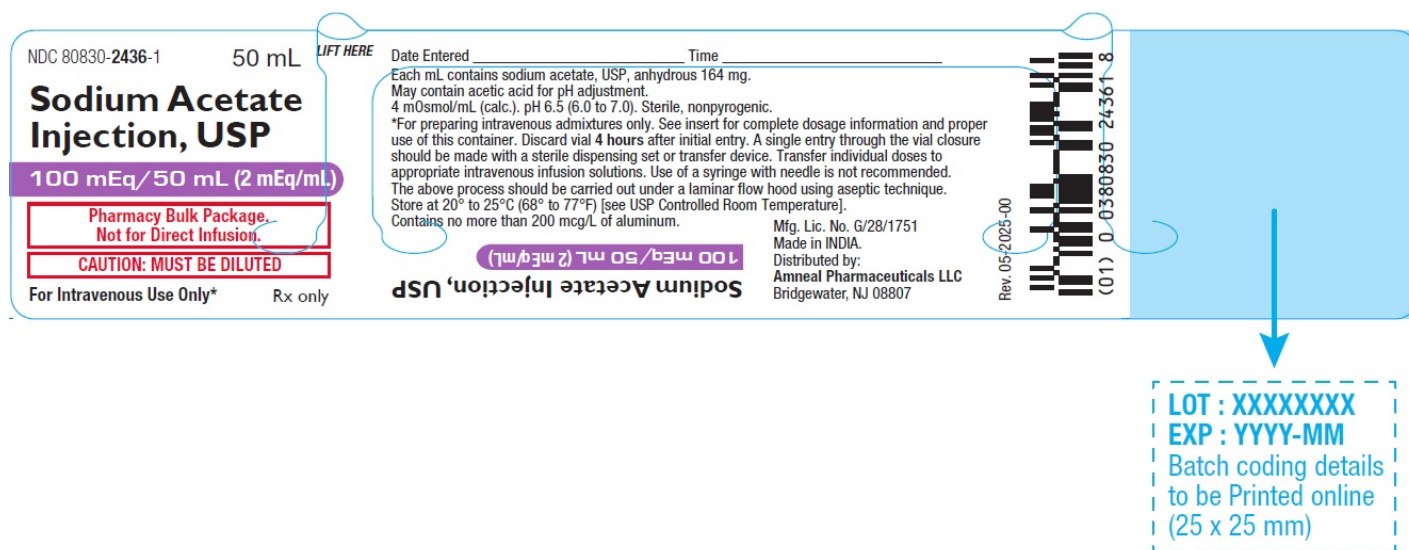 NDC 80830-2436-1 50 mL
Sodium Acetate
Injection, USP
100 mEq/50 mL (2 mEq/mL)
Pharmacy Bulk Package.
Not for Direct Infusion.
CAUTION: MUST BE DILUTED
For Intravenous Use Only* Rx only
LIFT HERE
Date Entered ____________________ Time ____________________
Each mL contains sodium acetate, USP, anhydrous 164 mg.
May contain acetic acid for pH adjustment.
4 mOsmol/mL (calc.). pH 6.5 (6.0 to 7.0). Sterile, nonpyrogenic.
*For preparing intravenous admixtures only. See insert for complete dosage information and proper
use of this container. Discard vial 4 hours after initial entry. A single entry through the vial closure
should be made with a sterile dispensing set or transfer device. Transfer individual doses to
appropriate intravenous infusion solutions. Use of a syringe with needle is not recommended.
The above process should be carried out under a laminar flow hood using aseptic technique.
Store at 20° to 25°C (68° to 77°F) [see USP Controlled Room Temperature].
Contains no more than 200 mcg/L of aluminum.
Sodium Acetate Injection, USP
100 mEq/50 mL (2 mEq/mL)
Mfg. Lic. No. G/28/1751
Made in INDIA.
Distributed by:
Amneal Pharmaceuticals LLC
Bridgewater, NJ 08807
Rev. 05-2025-00
(01) 0 0380830 24361 8
LOT : XXXXXXXX
EXP : YYYY-MM
Batch coding details
to be Printed online
(25 x 25 mm)